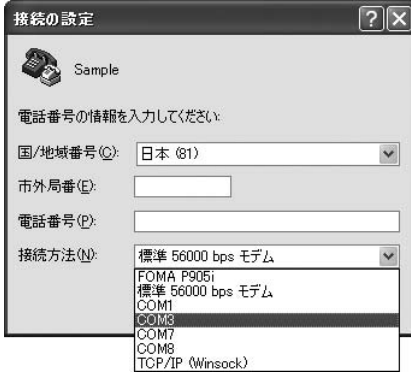 接続の設定
Sample
電話番号の情報を入力してください:
国/地域番号(C): 日本 (81)
市外局番(E):
電話番号(P):
接続方法(N): 標準 56000 bps モデム
FOMA P905i
標準 56000 bps モデム
COM1
COM3
COM7
COM8
TCP/IP (Winsock)